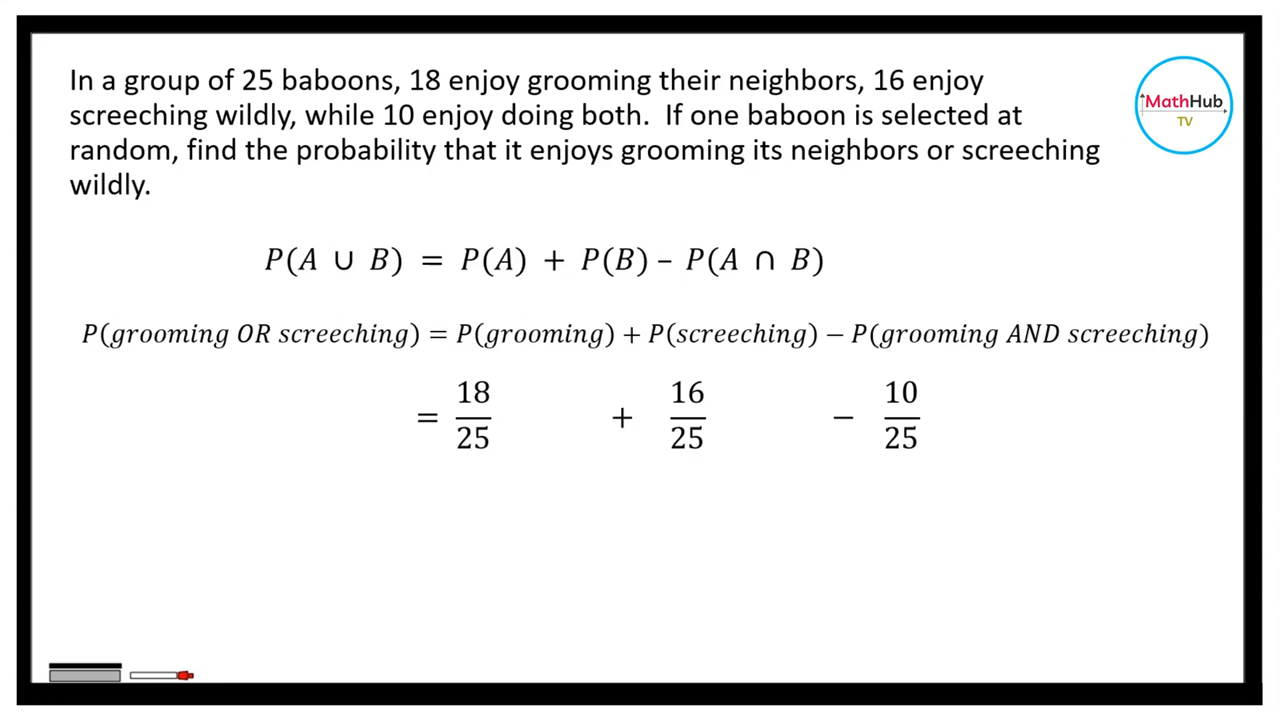 In a group of 25 baboons, 18 enjoy grooming their neighbors, 16 enjoy
screeching wildly, while 10 enjoy doing both. If one baboon is selected at
random, find the probability that it enjoys grooming its neighbors or screeching
wildly.
MathHub
TV
P(A ∪ B) = P(A) + P(B) – P(A ∩ B)
P(grooming OR screeching) = P(grooming) + P(screeching) − P(grooming AND screeching)
= 18/25 + 16/25 − 10/25